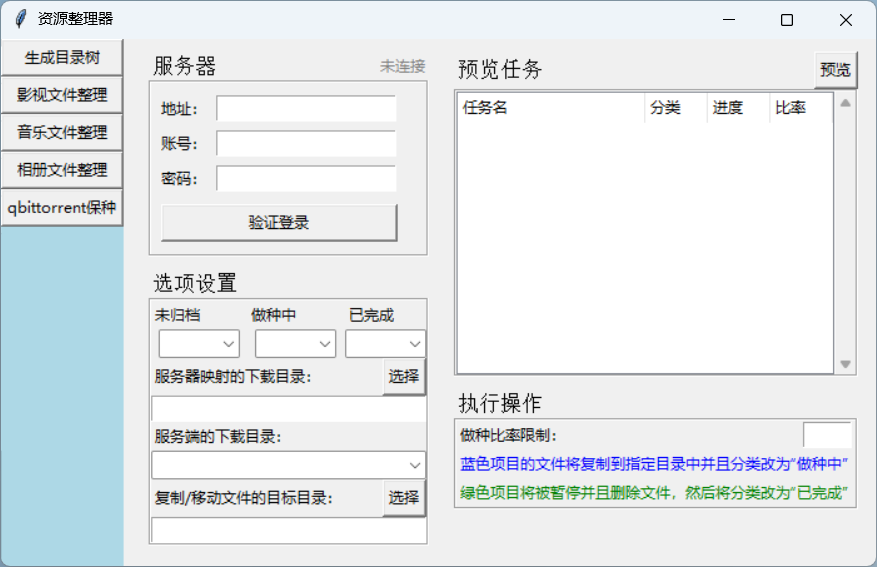 资源整理器
生成目录树
影视文件整理
音乐文件整理
相册文件整理
qbittorrent保种
服务器
未连接
地址：
账号：
密码：
验证登录
选项设置
未归档 做种中 已完成
服务器映射的下载目录： 选择
服务端的下载目录：
复制/移动文件的目标目录： 选择
预览任务
预览
任务名 分类 进度 比率
执行操作
做种比率限制：
蓝色项目的文件将复制到指定目录中并且分类改为“做种中”
绿色项目将被暂停并且删除文件，然后将分类改为“已完成”